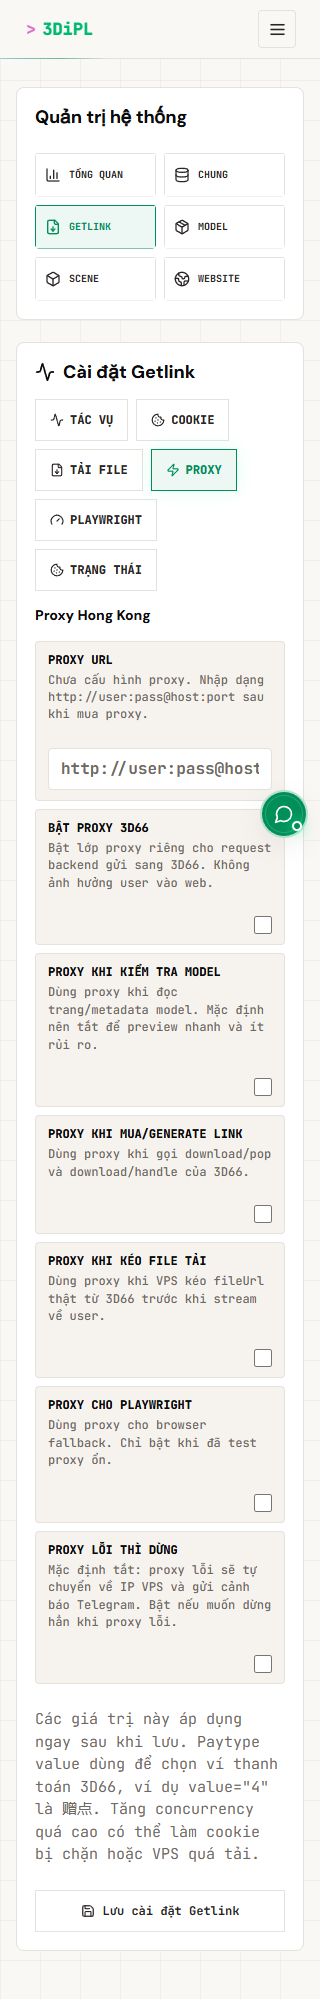 > 3DiPL
Quản trị hệ thống
TỔNG QUAN
CHUNG
GETLINK
MODEL
SCENE
WEBSITE
Cài đặt Getlink
TÁC VỤ
COOKIE
TẢI FILE
PROXY
PLAYWRIGHT
TRẠNG THÁI
Proxy Hong Kong
PROXY URL
Chưa cấu hình proxy. Nhập dạng
http://user:pass@host:port sau
khi mua proxy.
http://user:pass@host
BẬT PROXY 3D66
Bật lớp proxy riêng cho request
backend gửi sang 3D66. Không
ảnh hưởng user vào web.
PROXY KHI KIỂM TRA MODEL
Dùng proxy khi đọc
trang/metadata model. Mặc định
nên tắt để preview nhanh và ít
rủi ro.
PROXY KHI MUA/GENERATE LINK
Dùng proxy khi gọi download/pop
và download/handle của 3D66.
PROXY KHI KÉO FILE TẢI
Dùng proxy khi VPS kéo fileUrl
thật từ 3D66 trước khi stream
về user.
PROXY CHO PLAYWRIGHT
Dùng proxy cho browser
fallback. Chỉ bật khi đã test
proxy ổn.
PROXY LỖI THÌ DỪNG
Mặc định tắt: proxy lỗi sẽ tự
chuyển về IP VPS và gửi cảnh
báo Telegram. Bật nếu muốn dừng
hẳn khi proxy lỗi.
Các giá trị này áp dụng
ngay sau khi lưu. Paytype
value dùng để chọn ví thanh
toán 3D66, ví dụ value="4"
là 赠点. Tăng concurrency
quá cao có thể làm cookie
bị chặn hoặc VPS quá tải.
Lưu cài đặt Getlink